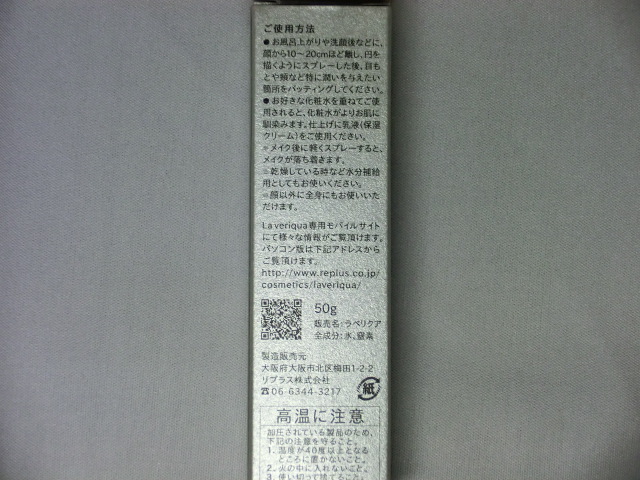 ご使用方法
●お風呂上がりや洗顔後などに、
顔から10～20cmほど離し、円を
描くようにスプレーした後、目も
とや頬など特に潤いを与えたい
箇所をパッティングしてください。
●お好きな化粧水を重ねてご使
用されると、化粧水がよりお肌に
馴染みます。仕上げに乳液(保湿
クリーム)をご使用ください。
※メイク後に軽くスプレーすると、
メイクが落ち着きます。
※乾燥している時など水分補給
用としてもお使いください。
※顔以外に全身にもお使いいた
だけます。
Laveriqua専用モバイルサイト
にて様々な情報がご覧頂けます。
パソコン版は下記アドレスから
ご覧頂けます。
http://www.replus.co.jp/
cosmetics/laveriqua/
50g
販売名:ラベリクア
全成分:水、窒素
製造販売元
大阪府大阪市北区梅田1-2-2
リプラス株式会社
☎06-6344-3217
紙
高温に注意
加圧されている製品のため、
下記の注意を守ること。
1.温度が40度以上となる
ところに置かないこと。
2.火の中に入れないこと。
3.使い切って捨てること。